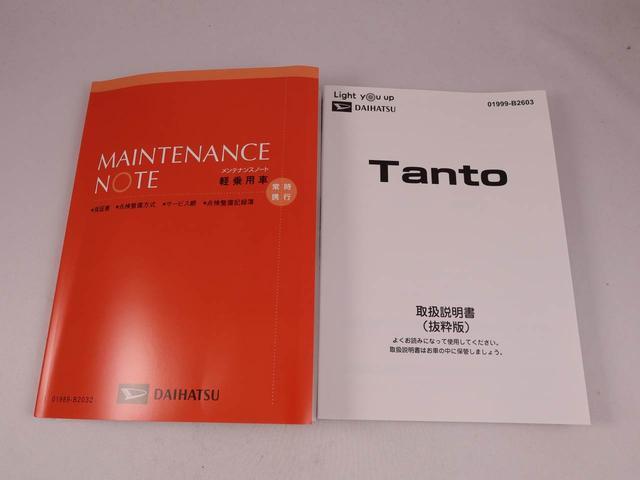 MAINTENANCE
NOTE
メンテナンスノート
軽乗用車
常時
携行
●保証書 ●点検整備方式 ●サービス網 ●点検整備記録簿
01989-B2032
DAIHATSU
Light you up
DAIHATSU
01999-B2603
Tanto
取扱説明書
（抜粋版）
よくお読みになって使用してください。
取扱説明書はお車の中に保管しましょう。